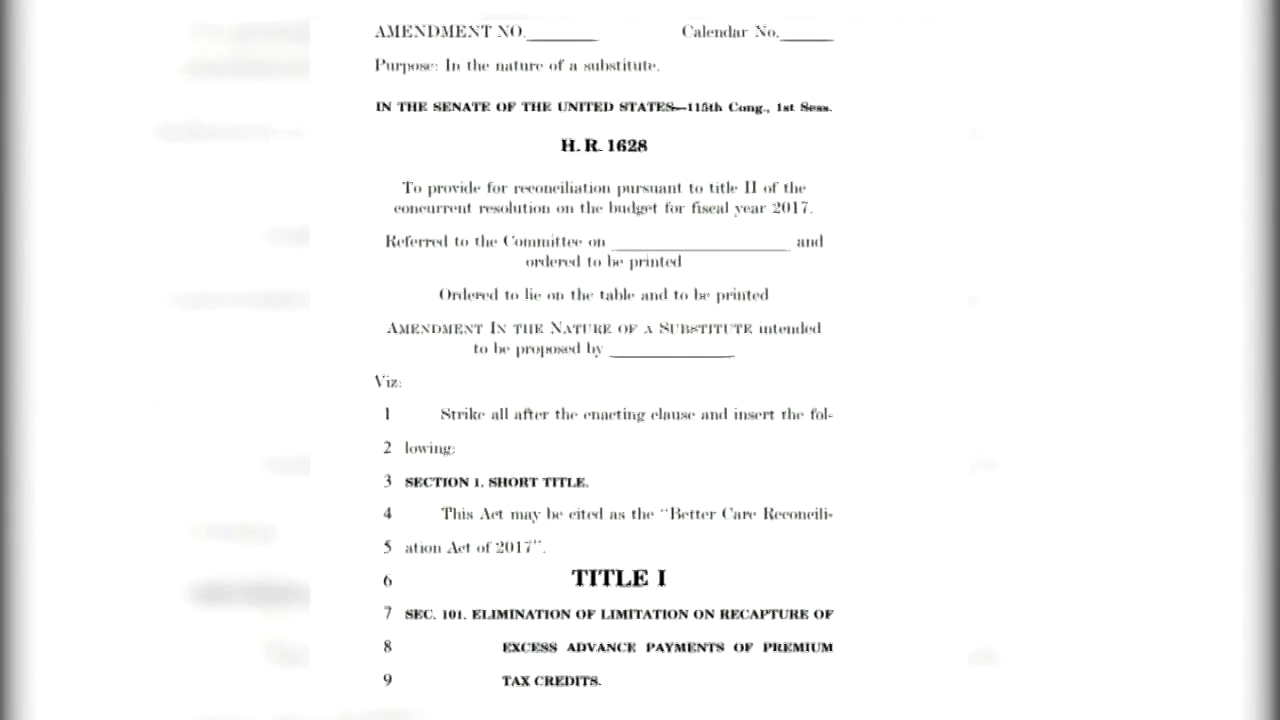 AMENDMENT NO.________ Calendar No.______
Purpose: In the nature of a substitute.
IN THE SENATE OF THE UNITED STATES—115th Cong., 1st Sess.
H. R. 1628
To provide for reconciliation pursuant to title II of the
concurrent resolution on the budget for fiscal year 2017.
Referred to the Committee on ____________________ and
ordered to be printed
Ordered to lie on the table and to be printed
AMENDMENT IN THE NATURE OF A SUBSTITUTE intended
to be proposed by ______________
Viz:
1 Strike all after the enacting clause and insert the fol-
2 lowing:
3 SECTION 1. SHORT TITLE.
4 This Act may be cited as the “Better Care Reconcili-
5 ation Act of 2017”.
6 TITLE I
7 SEC. 101. ELIMINATION OF LIMITATION ON RECAPTURE OF
8 EXCESS ADVANCE PAYMENTS OF PREMIUM
9 TAX CREDITS.